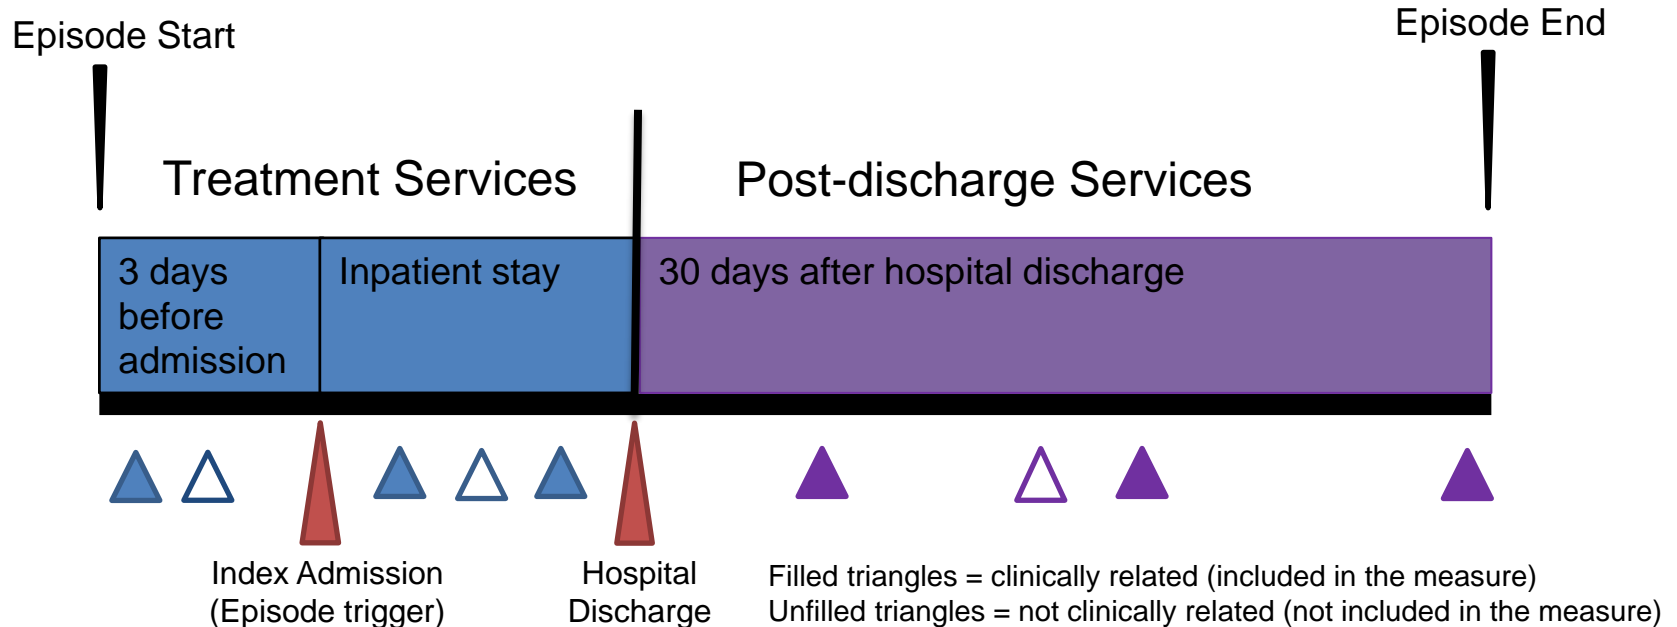 Episode Start
Episode End
Treatment Services
Post-discharge Services
3 days
before
admission
Inpatient stay
30 days after hospital discharge
Index Admission
(Episode trigger)
Hospital
Discharge
Filled triangles = clinically related (included in the measure)
Unfilled triangles = not clinically related (not included in the measure)